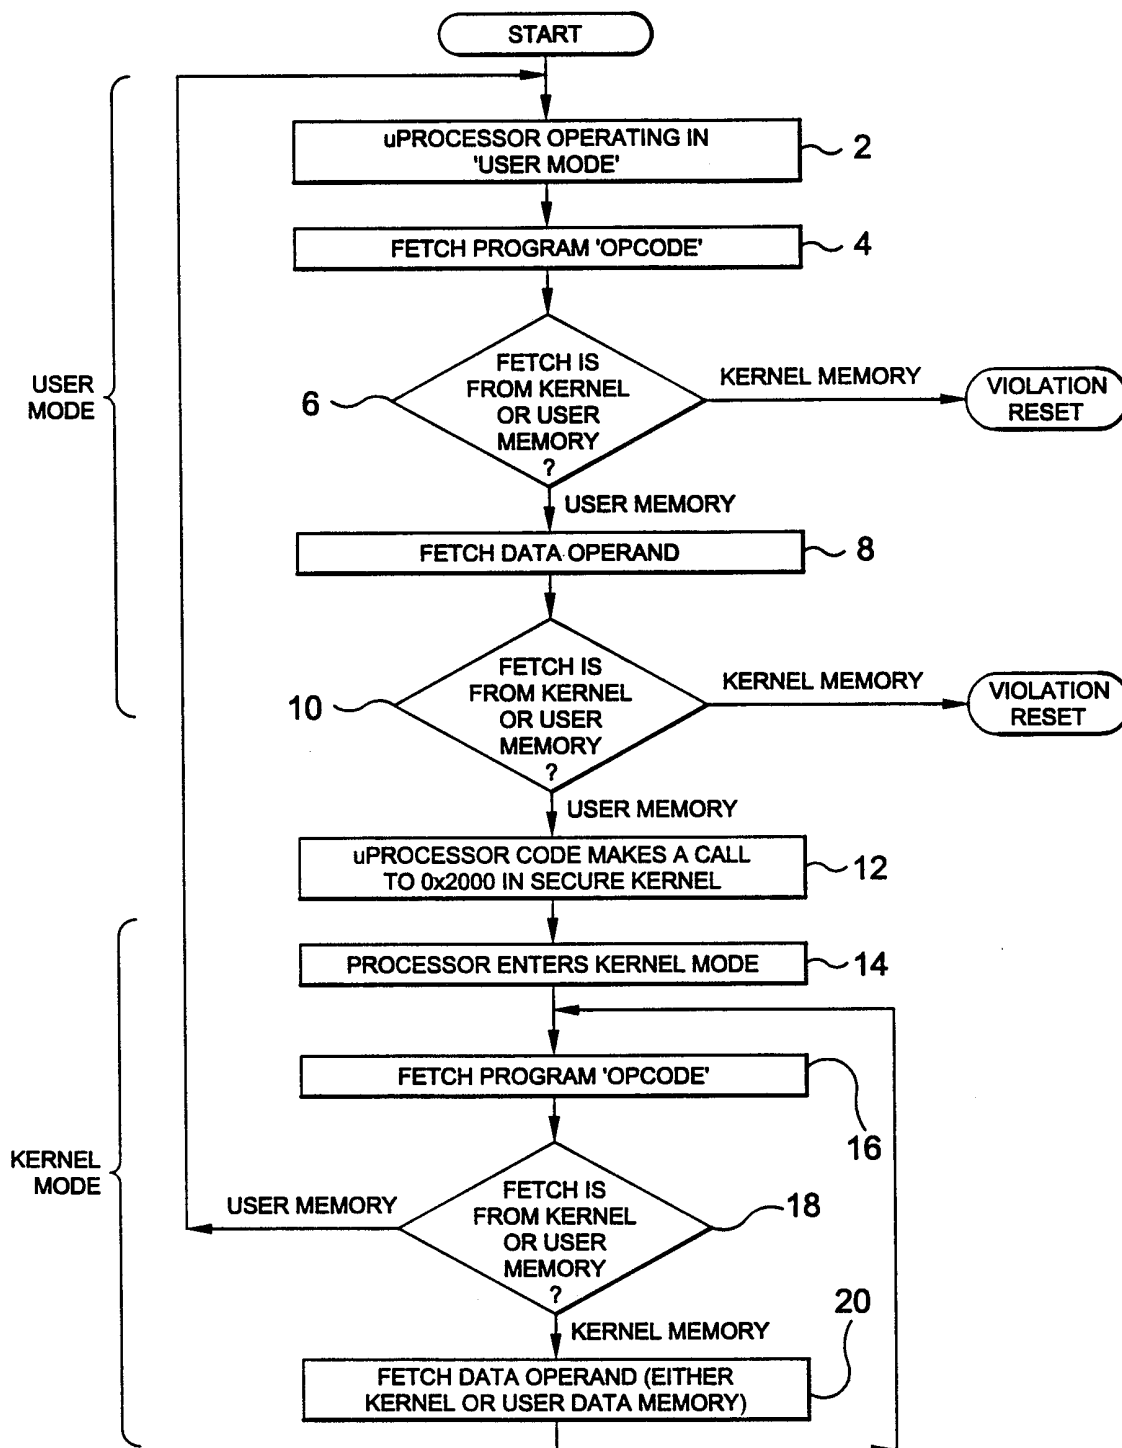 START
uPROCESSOR OPERATING IN
'USER MODE'
2
FETCH PROGRAM 'OPCODE'
4
USER
MODE
FETCH IS
FROM KERNEL
OR USER
MEMORY
?
6
KERNEL MEMORY
VIOLATION
RESET
USER MEMORY
FETCH DATA OPERAND
8
FETCH IS
FROM KERNEL
OR USER
MEMORY
?
10
KERNEL MEMORY
VIOLATION
RESET
USER MEMORY
uPROCESSOR CODE MAKES A CALL
TO 0x2000 IN SECURE KERNEL
12
PROCESSOR ENTERS KERNEL MODE
14
FETCH PROGRAM 'OPCODE'
16
KERNEL
MODE
USER MEMORY
FETCH IS
FROM KERNEL
OR USER
MEMORY
?
18
KERNEL MEMORY
20
FETCH DATA OPERAND (EITHER
KERNEL OR USER DATA MEMORY)